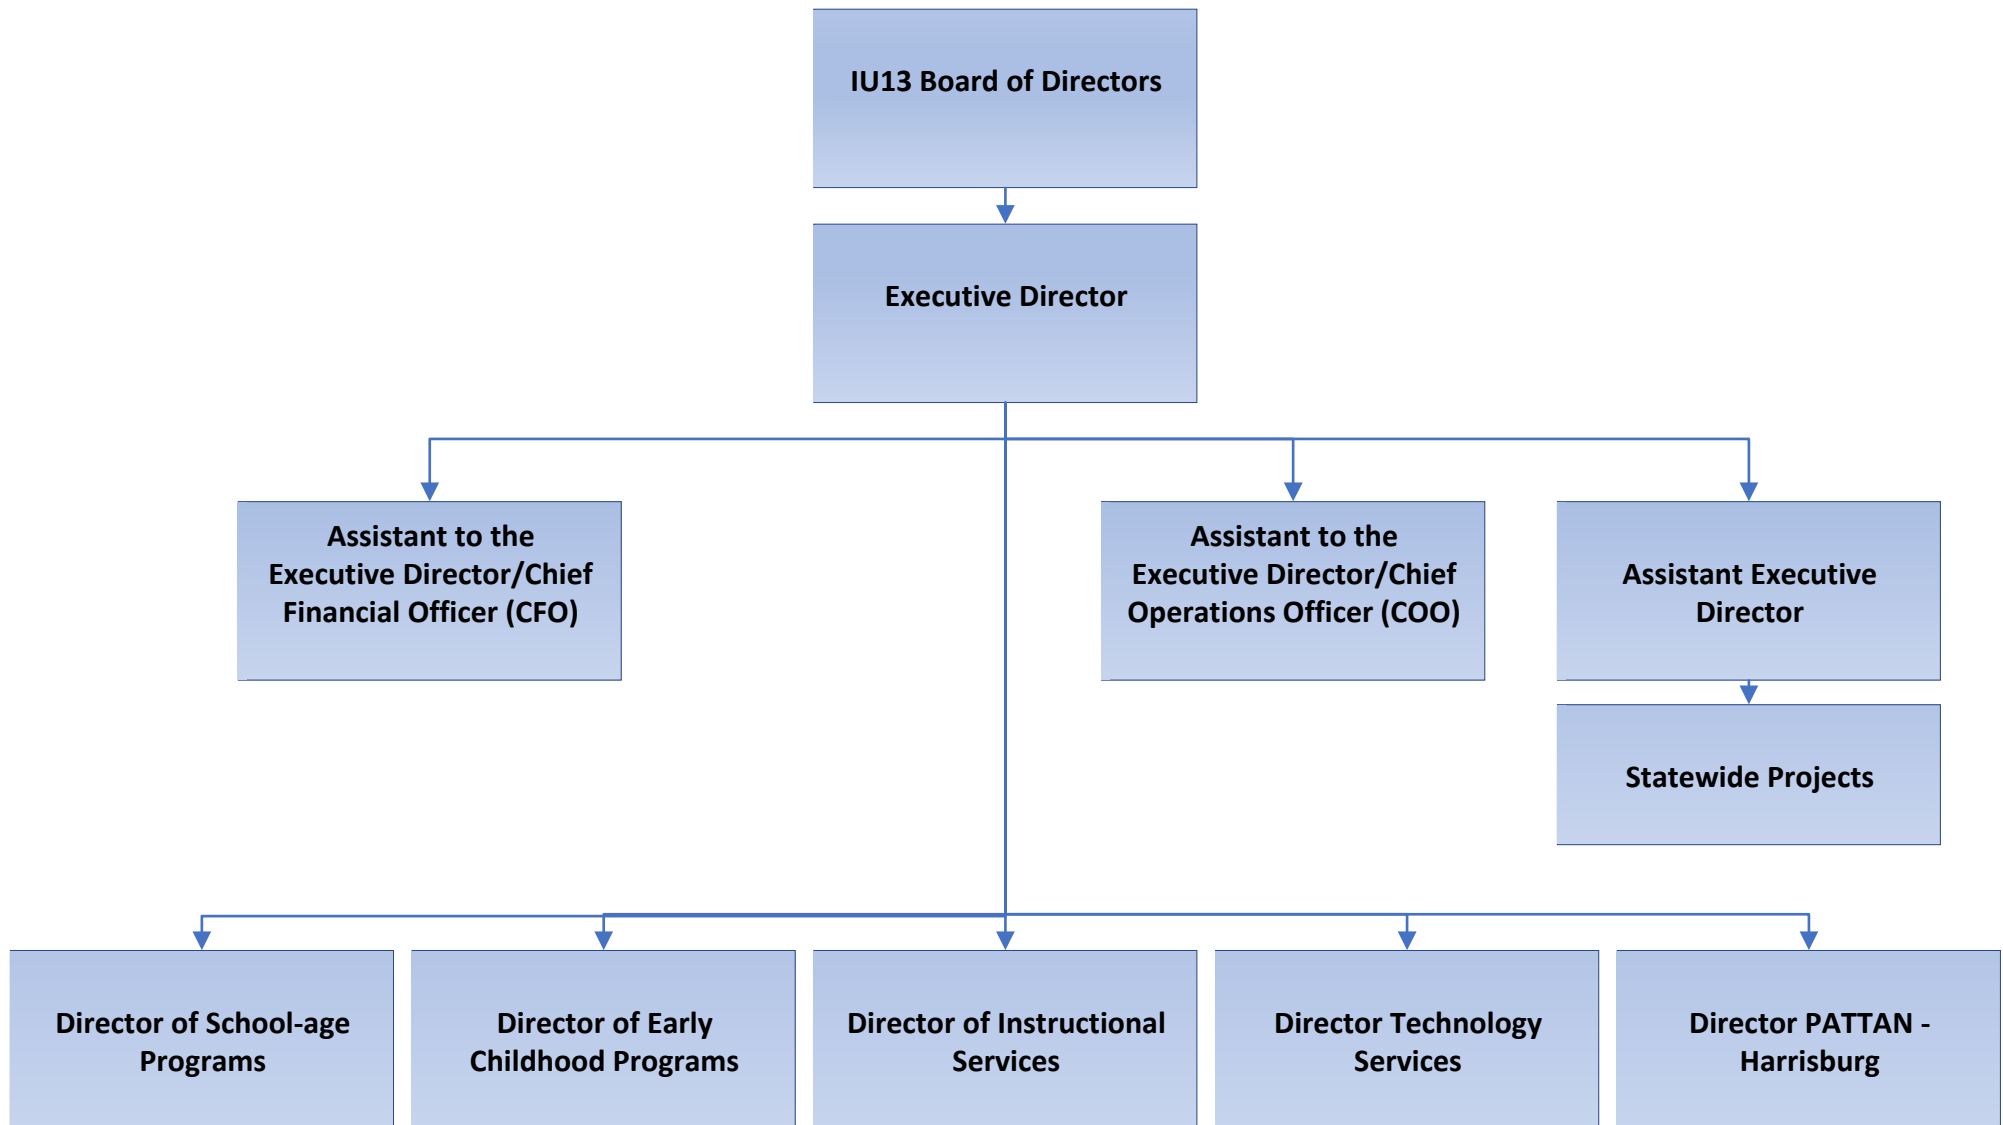 IU13 Board of Directors
Executive Director
Assistant to the
Executive Director/Chief
Financial Officer (CFO)
Assistant to the
Executive Director/Chief
Operations Officer (COO)
Assistant Executive
Director
Statewide Projects
Director of School-age
Programs
Director of Early
Childhood Programs
Director of Instructional
Services
Director Technology
Services
Director PATTAN -
Harrisburg